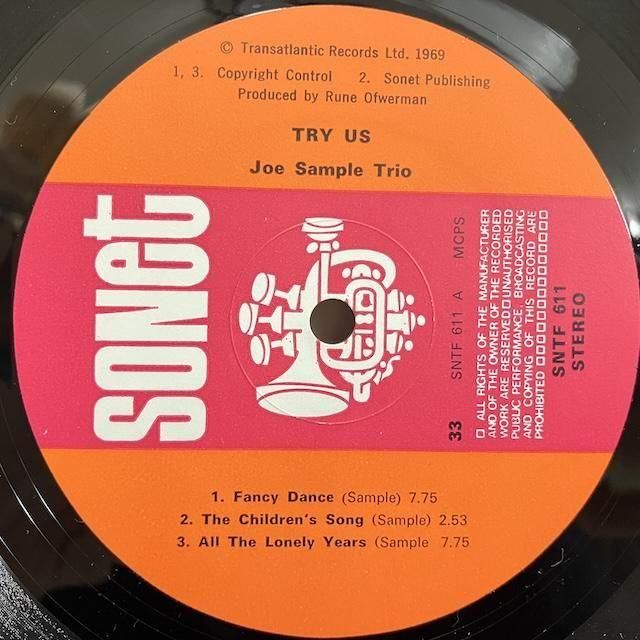 © Transatlantic Records Ltd. 1969
1, 3. Copyright Control 2. Sonet Publishing
Produced by Rune Ofwerman
TRY US
Joe Sample Trio
sonet
33 SNTF 611 A MCPS
□ ALL RIGHTS OF THE MANUFACTURER
AND OF THE OWNER OF THE RECORDED
WORK ARE RESERVED □ UNAUTHORISED
PUBLIC PERFORMANCE, BROADCASTING
AND COPYING OF THIS RECORD ARE
PROHIBITED □□□□□□□□□□□□□
SNTF 611
STEREO
1. Fancy Dance (Sample) 7.75
2. The Children's Song (Sample) 2.53
3. All The Lonely Years (Sample 7.75